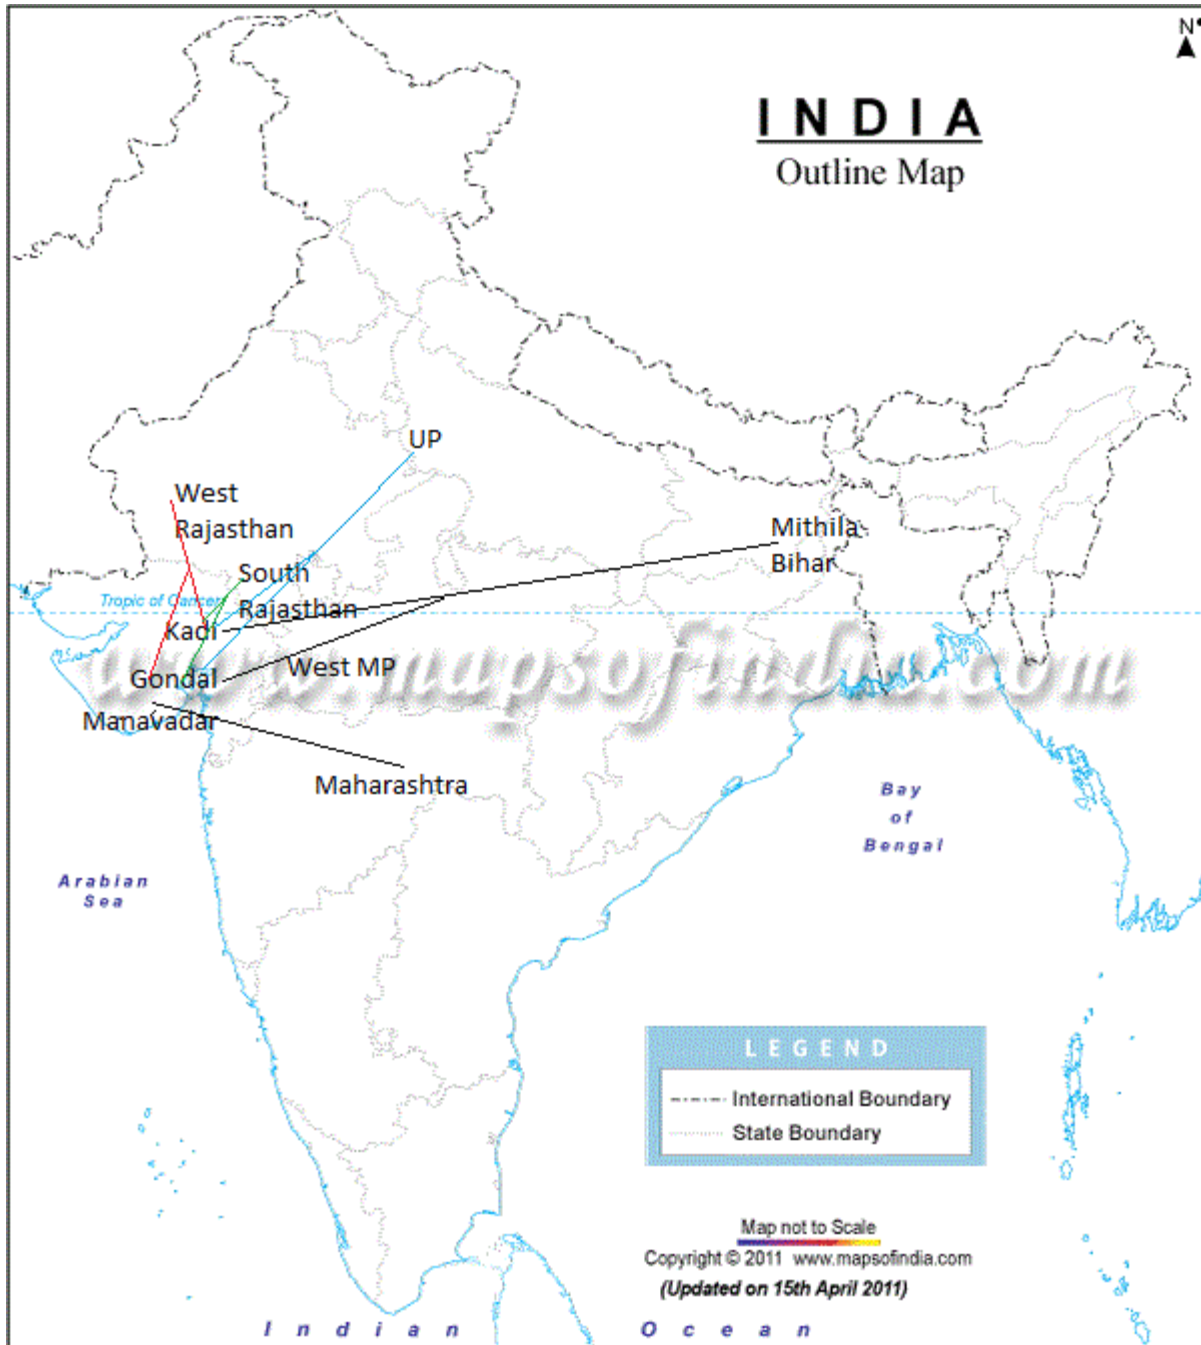 N
INDIA
Outline Map
UP
West
Rajasthan
Mithila
Bihar
South
Rajasthan
Tropic of Cancer
Kadi
West MP
Gondal
www.mapsofindia.com
Manavadar
Maharashtra
Bay
of
Bengal
Arabian
Sea
LEGEND
International Boundary
State Boundary
Map not to Scale
Copyright © 2011 www.mapsofindia.com
(Updated on 15th April 2011)
Indian Ocean